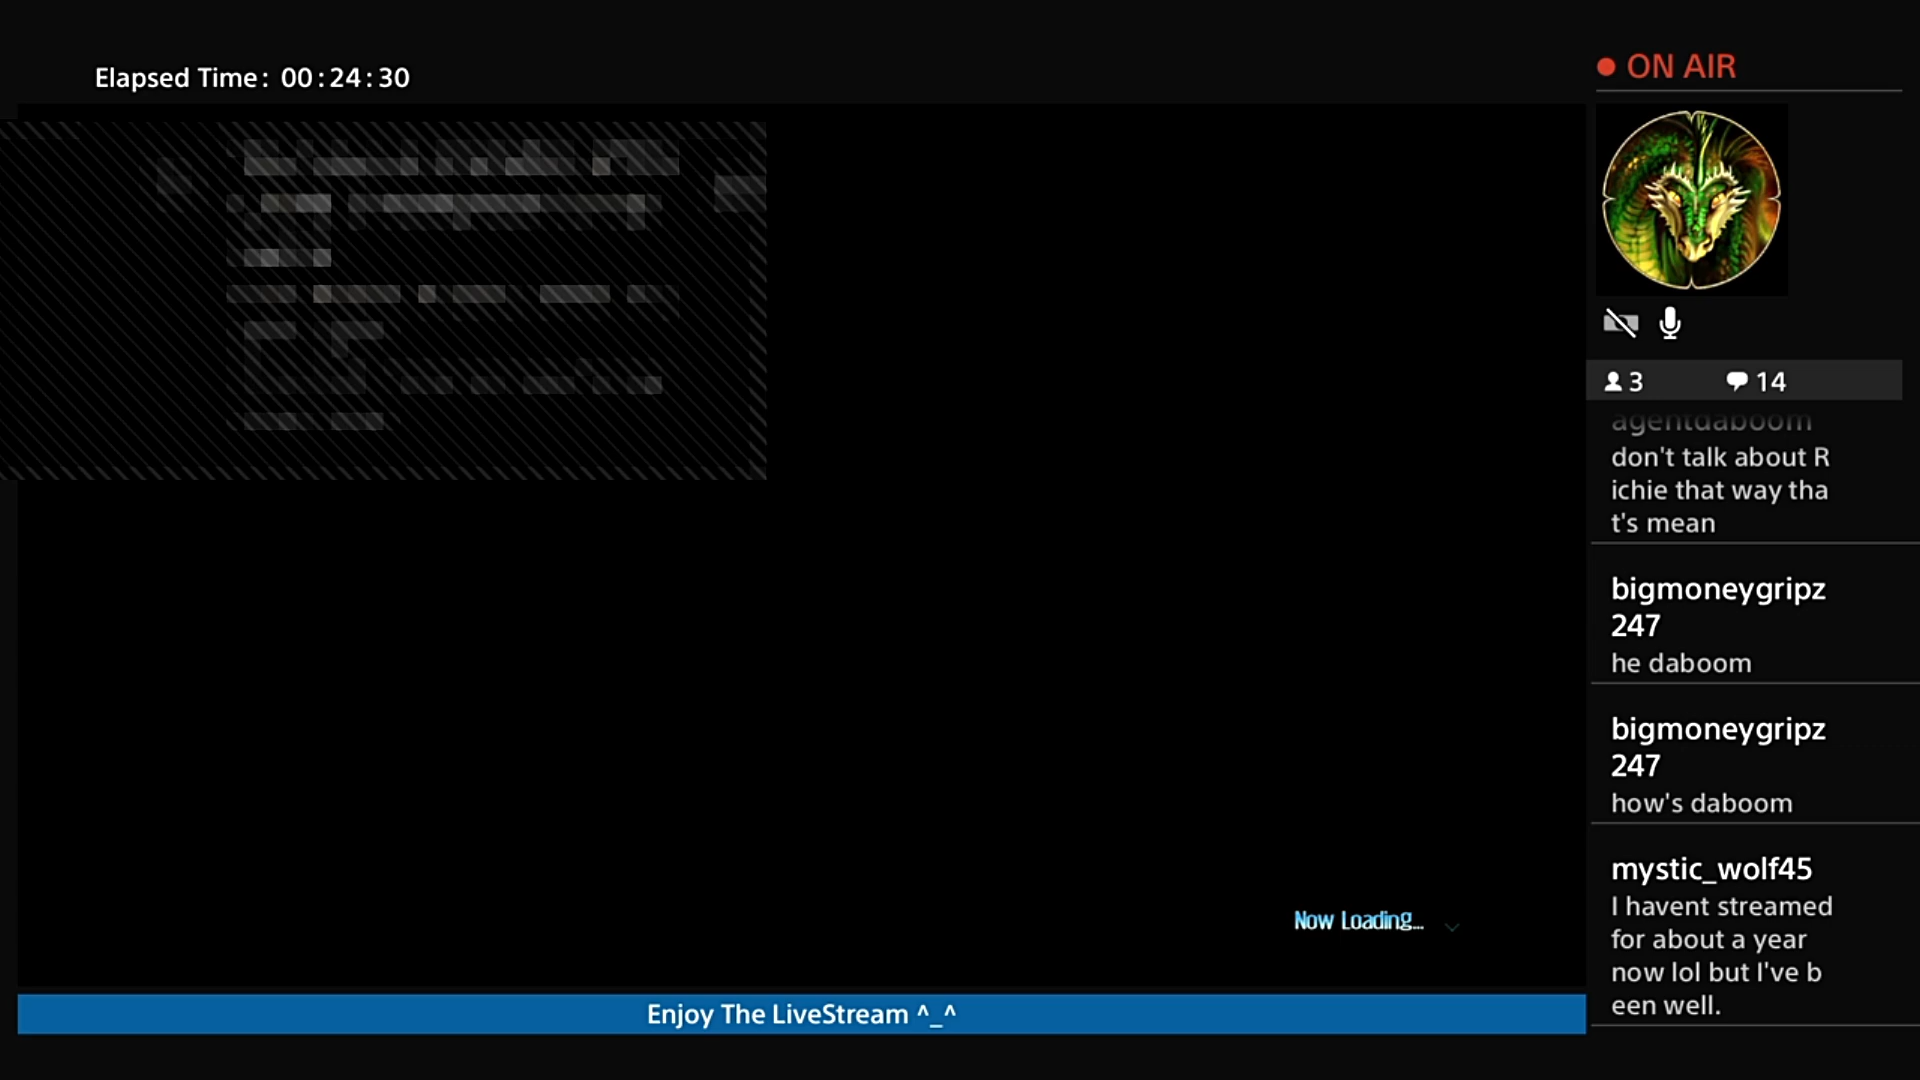 Elapsed Time: 00:24:30
ON AIR
3 14
agentdaboom
don't talk about R
ichie that way tha
t's mean
bigmoneygripz
247
he daboom
bigmoneygripz
247
how's daboom
mystic_wolf45
I havent streamed
for about a year
now lol but I've b
een well.
Now Loading...
Enjoy The LiveStream ^_^